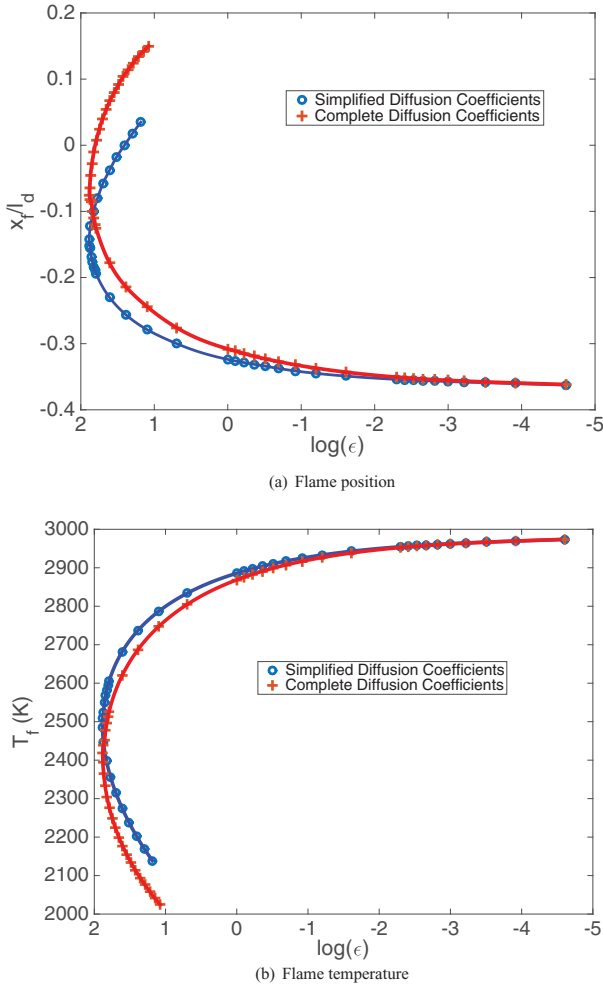 0.2
0.1
0
-0.1
-0.2
-0.3
-0.4
x_f/l_d
Simplified Diffusion Coefficients
Complete Diffusion Coefficients
2 1 0 -1 -2 -3 -4 -5
log(ϵ)
(a) Flame position
3000
2900
2800
2700
2600
2500
2400
2300
2200
2100
2000
T_f (K)
Simplified Diffusion Coefficients
Complete Diffusion Coefficients
2 1 0 -1 -2 -3 -4 -5
log(ϵ)
(b) Flame temperature